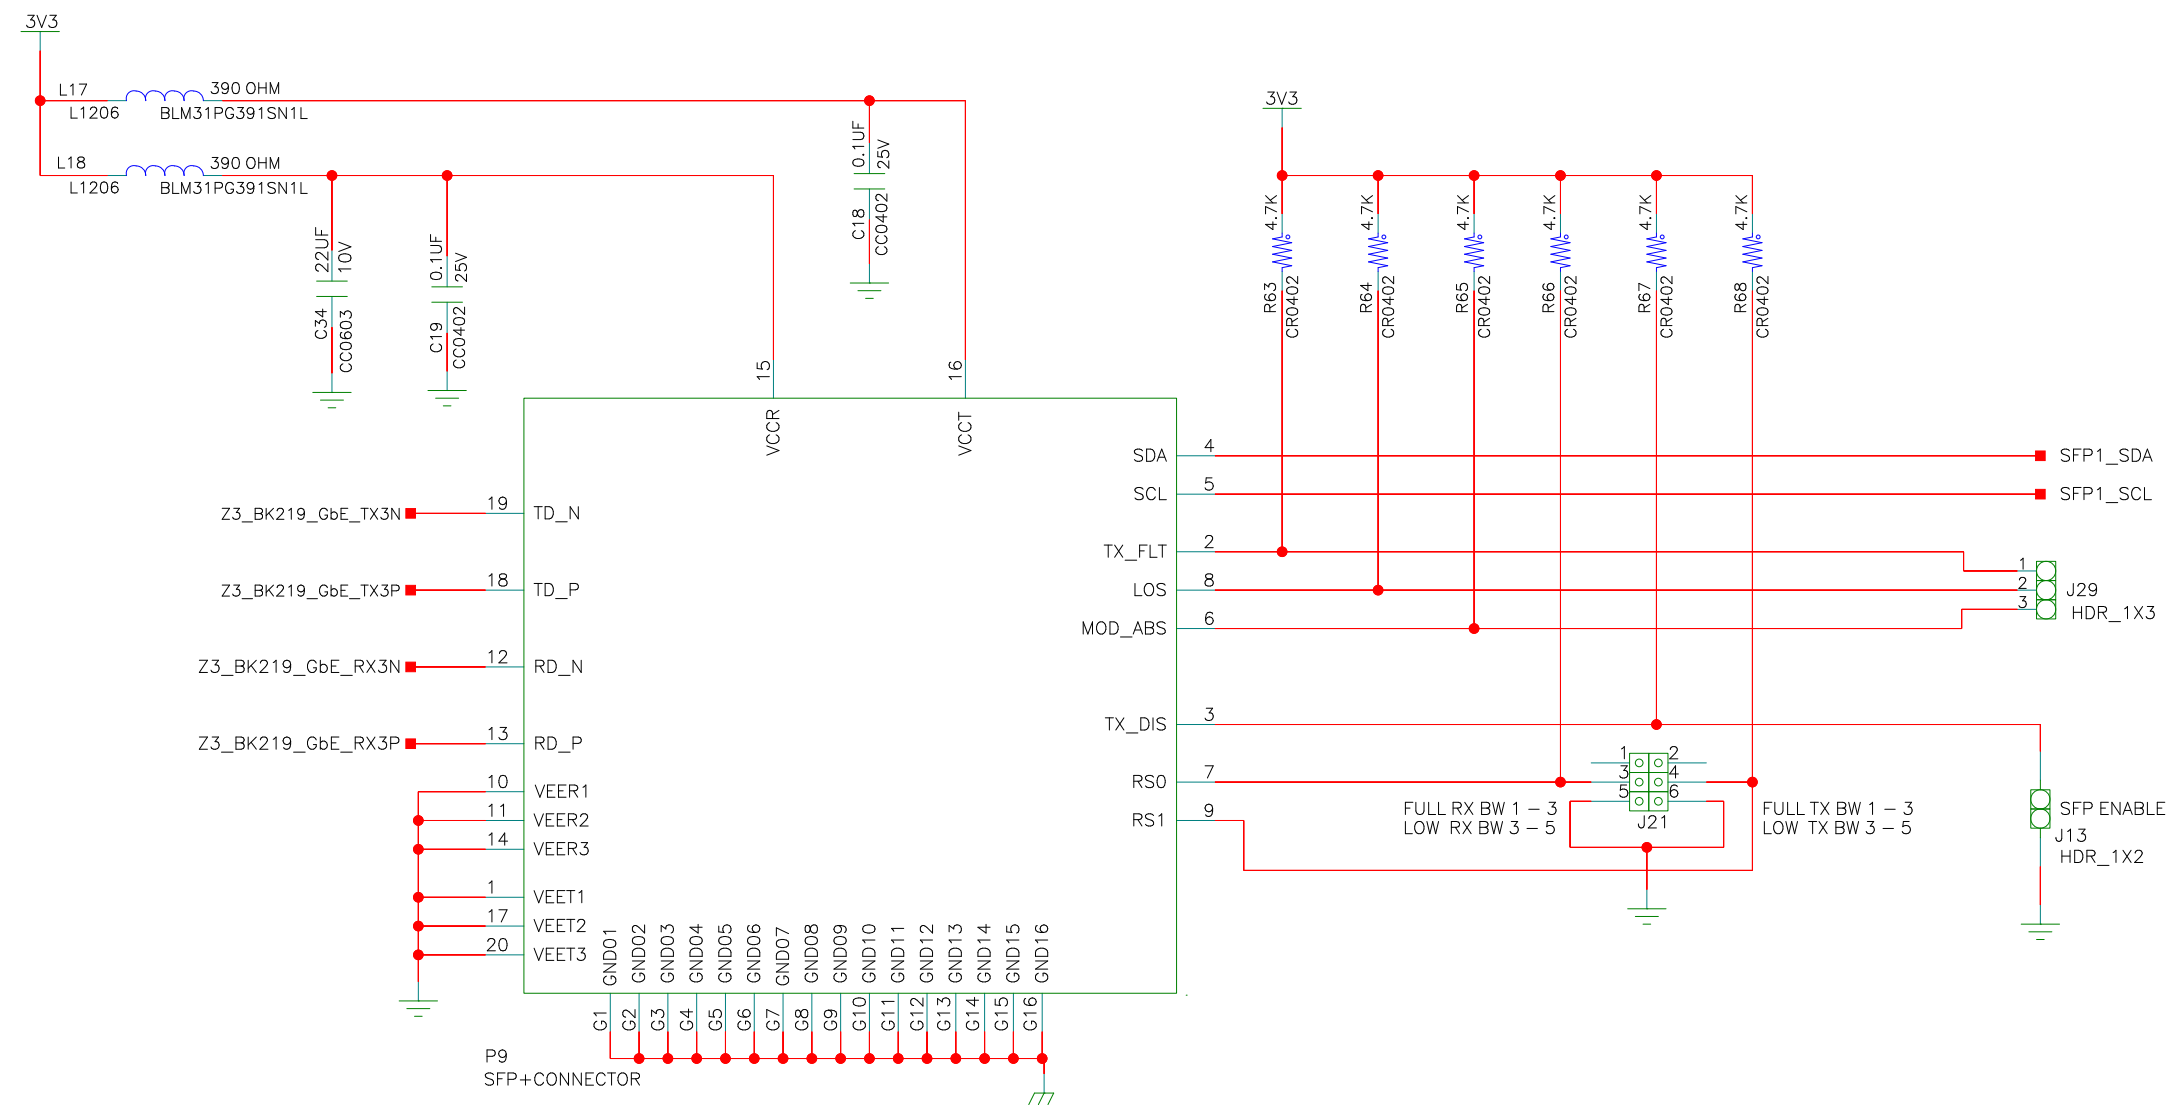 3V3
L17
390 OHM
L1206
BLM31PG391SN1L
L18
390 OHM
L1206
BLM31PG391SN1L
22UF
10V
C34
CC0603
0.1UF
25V
C19
CC0402
0.1UF
25V
C18
CC0402
3V3
4.7K
R63
CR0402
4.7K
R64
CR0402
4.7K
R65
CR0402
4.7K
R66
CR0402
4.7K
R67
CR0402
4.7K
R68
CR0402
15
VCCR
16
VCCT
Z3_BK219_GbE_TX3N
19
TD_N
Z3_BK219_GbE_TX3P
18
TD_P
Z3_BK219_GbE_RX3N
12
RD_N
Z3_BK219_GbE_RX3P
13
RD_P
10
VEER1
11
VEER2
14
VEER3
1
VEET1
17
VEET2
20
VEET3
SDA
4
SFP1_SDA
SCL
5
SFP1_SCL
TX_FLT
2
LOS
8
MOD_ABS
6
1
2
3
J29
HDR_1X3
TX_DIS
3
RS0
7
RS1
9
1
2
3
4
5
6
J21
FULL RX BW 1 - 3
LOW RX BW 3 - 5
FULL TX BW 1 - 3
LOW TX BW 3 - 5
SFP ENABLE
J13
HDR_1X2
GND01
GND02
GND03
GND04
GND05
GND06
GND07
GND08
GND09
GND10
GND11
GND12
GND13
GND14
GND15
GND16
G1
G2
G3
G4
G5
G6
G7
G8
G9
G10
G11
G12
G13
G14
G15
G16
P9
SFP+CONNECTOR